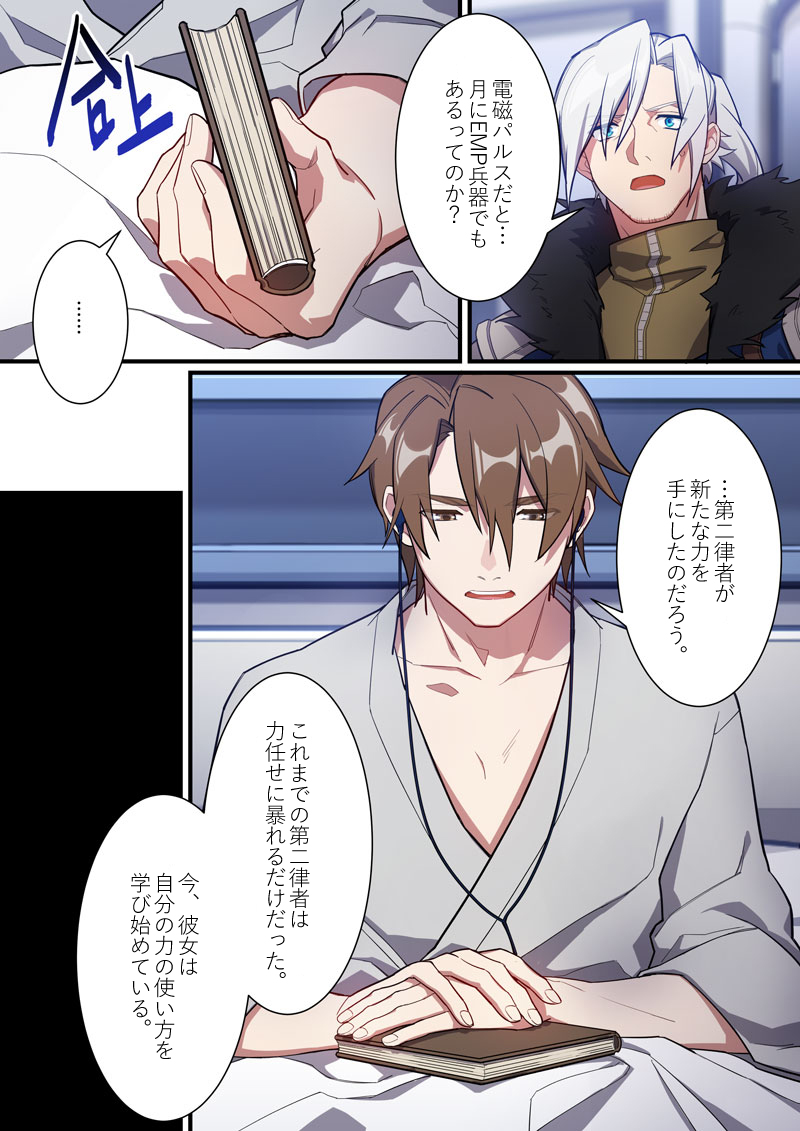 電磁パルスだと…
月にEMP兵器でも
あるってのか？
合上
……
…第二律者が
新たな力を
手にしたのだろう。
これまでの第二律者は
力任せに暴れるだけだった。
今、彼女は
自分の力の使い方を
学び始めている。